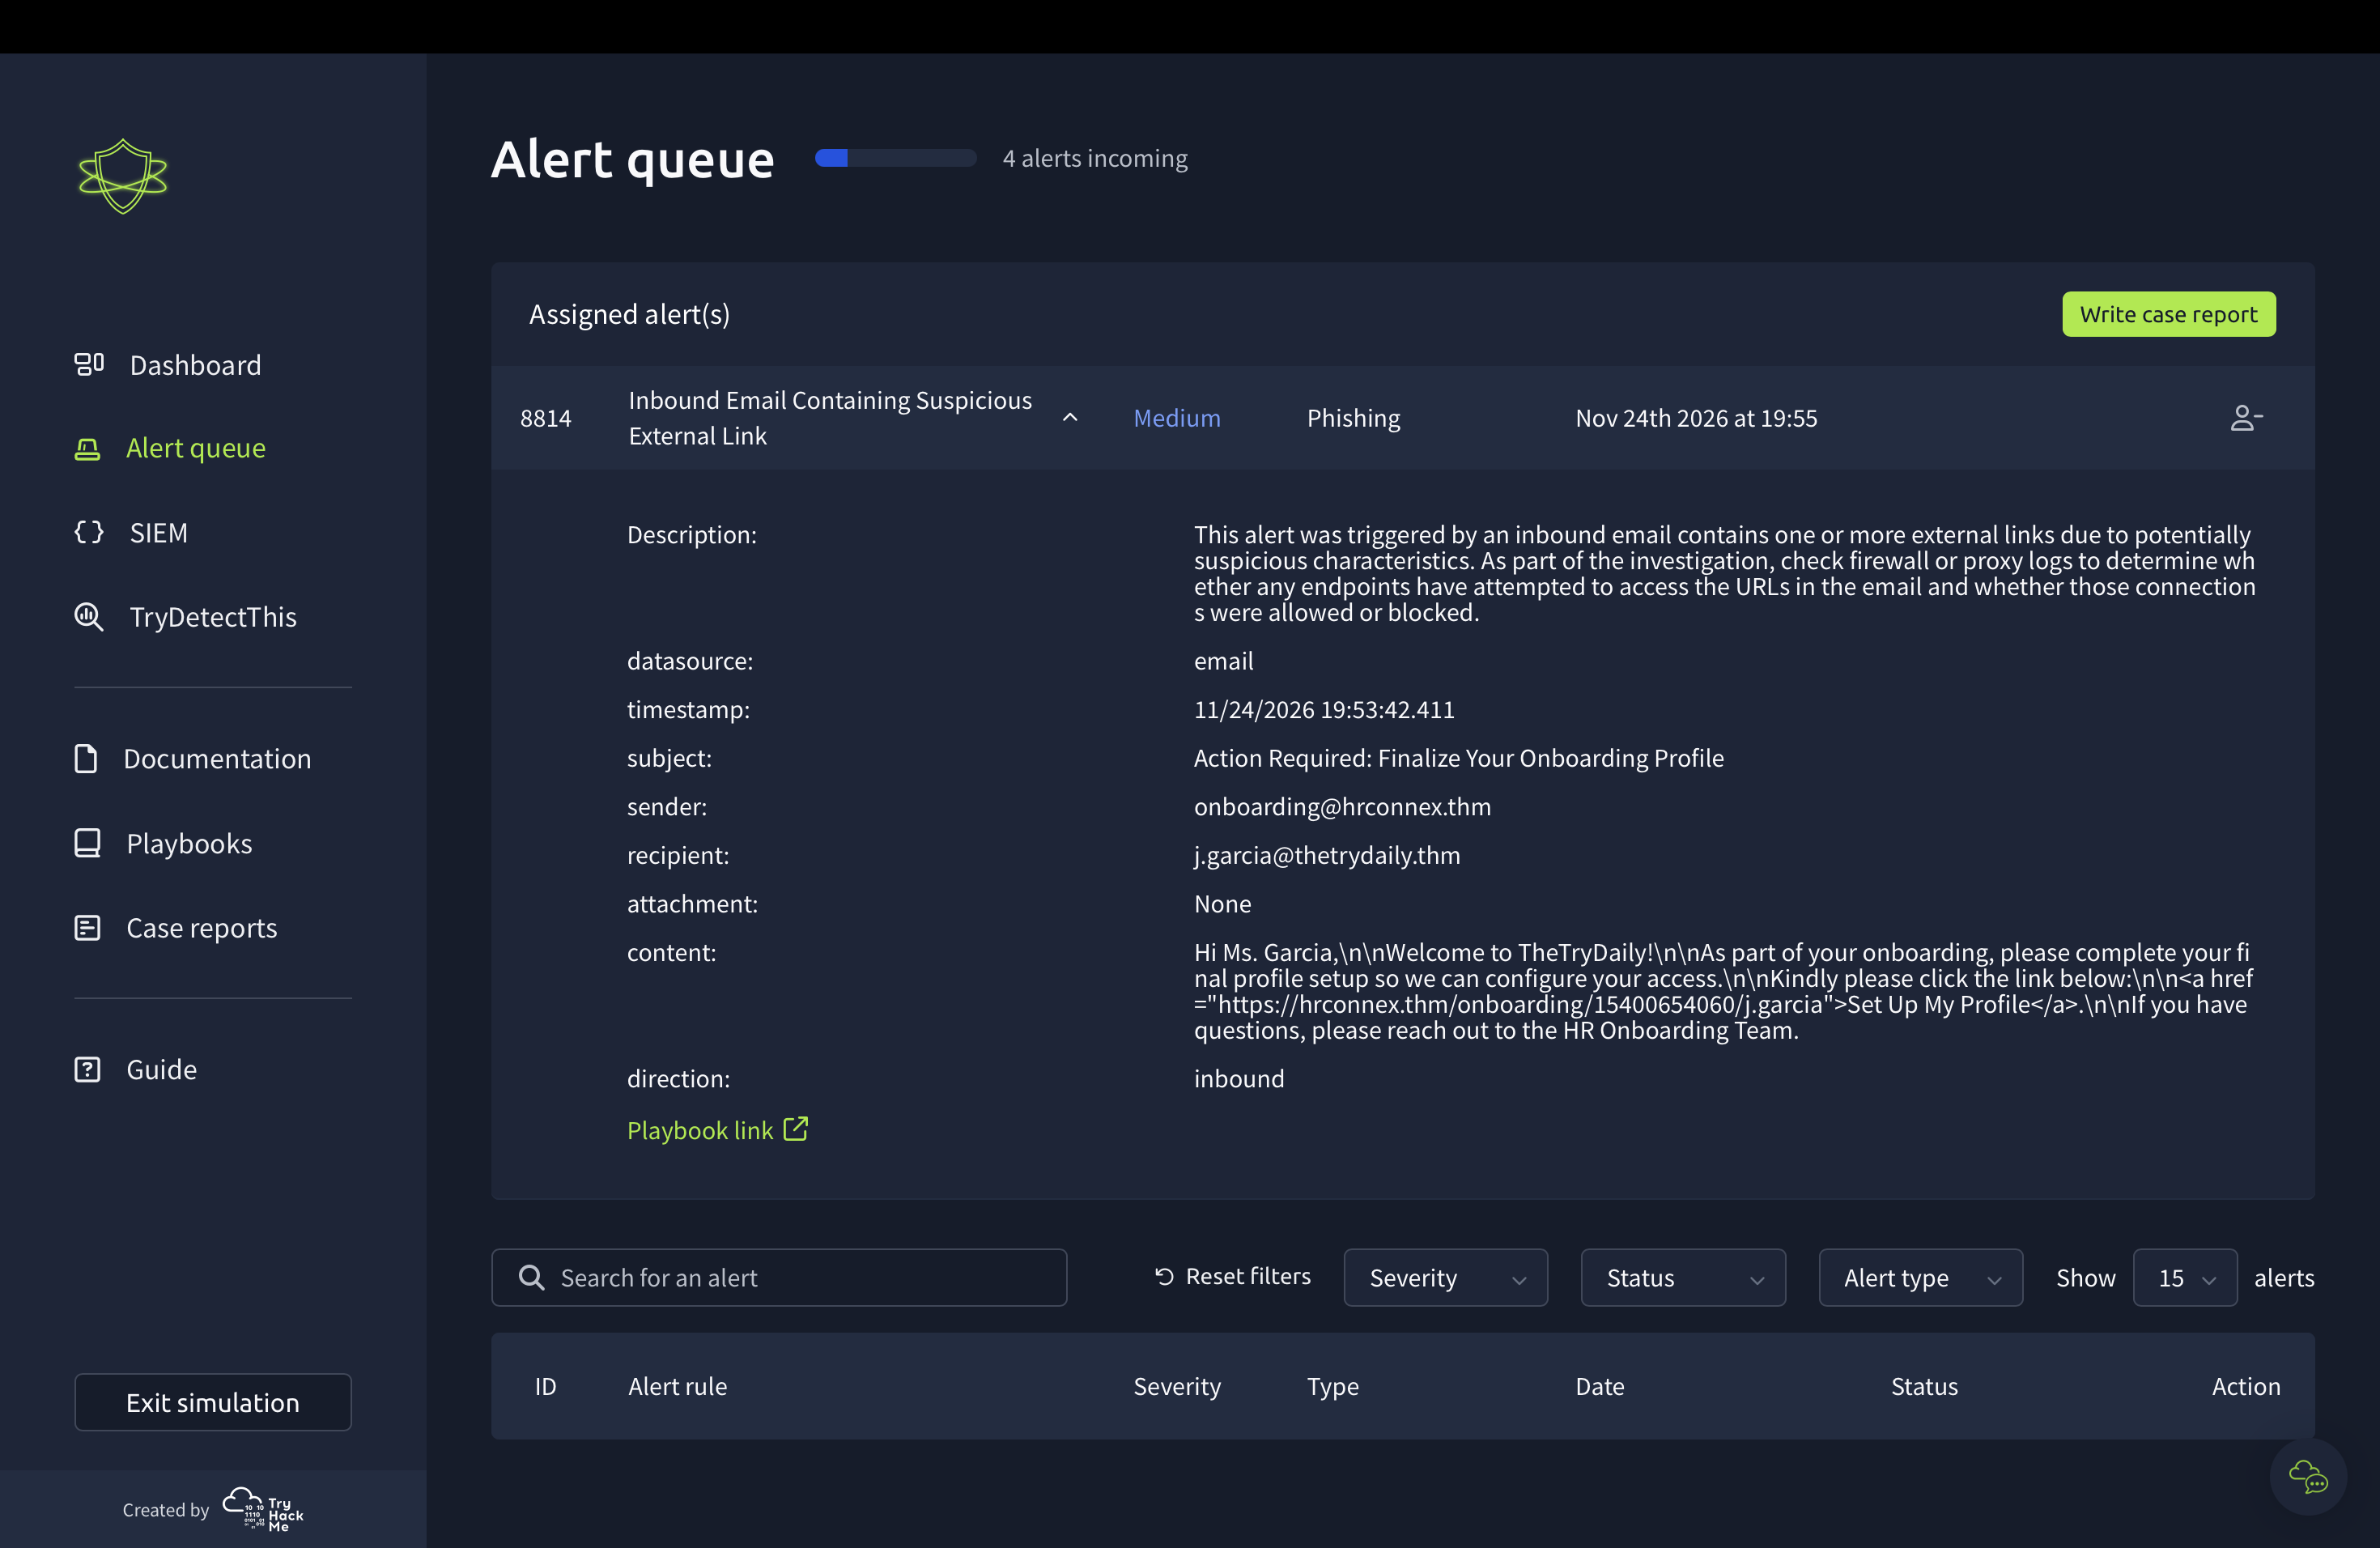 Alert queue
4 alerts incoming
Dashboard
Alert queue
SIEM
TryDetectThis
Documentation
Playbooks
Case reports
Guide
Exit simulation
Created by
Try
Hack
Me
Assigned alert(s)
Write case report
8814
Inbound Email Containing Suspicious
External Link
Medium
Phishing
Nov 24th 2026 at 19:55
Description:
This alert was triggered by an inbound email contains one or more external links due to potentially
suspicious characteristics. As part of the investigation, check firewall or proxy logs to determine wh
ether any endpoints have attempted to access the URLs in the email and whether those connection
s were allowed or blocked.
datasource:
email
timestamp:
11/24/2026 19:53:42.411
subject:
Action Required: Finalize Your Onboarding Profile
sender:
onboarding@hrconnex.thm
recipient:
j.garcia@thetrydaily.thm
attachment:
None
content:
Hi Ms. Garcia,\n\nWelcome to TheTryDaily!\n\nAs part of your onboarding, please complete your fi
nal profile setup so we can configure your access.\n\nKindly please click the link below:\n\n<a href
="https://hrconnex.thm/onboarding/15400654060/j.garcia">Set Up My Profile</a>.\n\nIf you have
questions, please reach out to the HR Onboarding Team.
direction:
inbound
Playbook link
Search for an alert
Reset filters
Severity
Status
Alert type
Show
15
alerts
ID
Alert rule
Severity
Type
Date
Status
Action